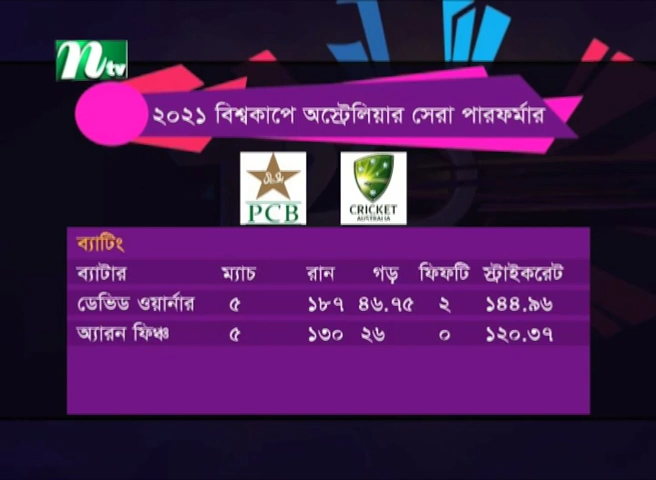 ntv
২০২১ বিশ্বকাপে অস্ট্রেলিয়ার সেরা পারফর্মার
PCB
CRICKET
AUSTRALIA
ব্যাটিং
ব্যাটার ম্যাচ রান গড় ফিফটি স্ট্রাইকরেট
ডেভিড ওয়ার্নার ৫ ১৮৭ ৪৬.৭৫ ২ ১৪৪.৯৬
অ্যারন ফিঞ্চ ৫ ১৩০ ২৬ ০ ১২০.৩৭